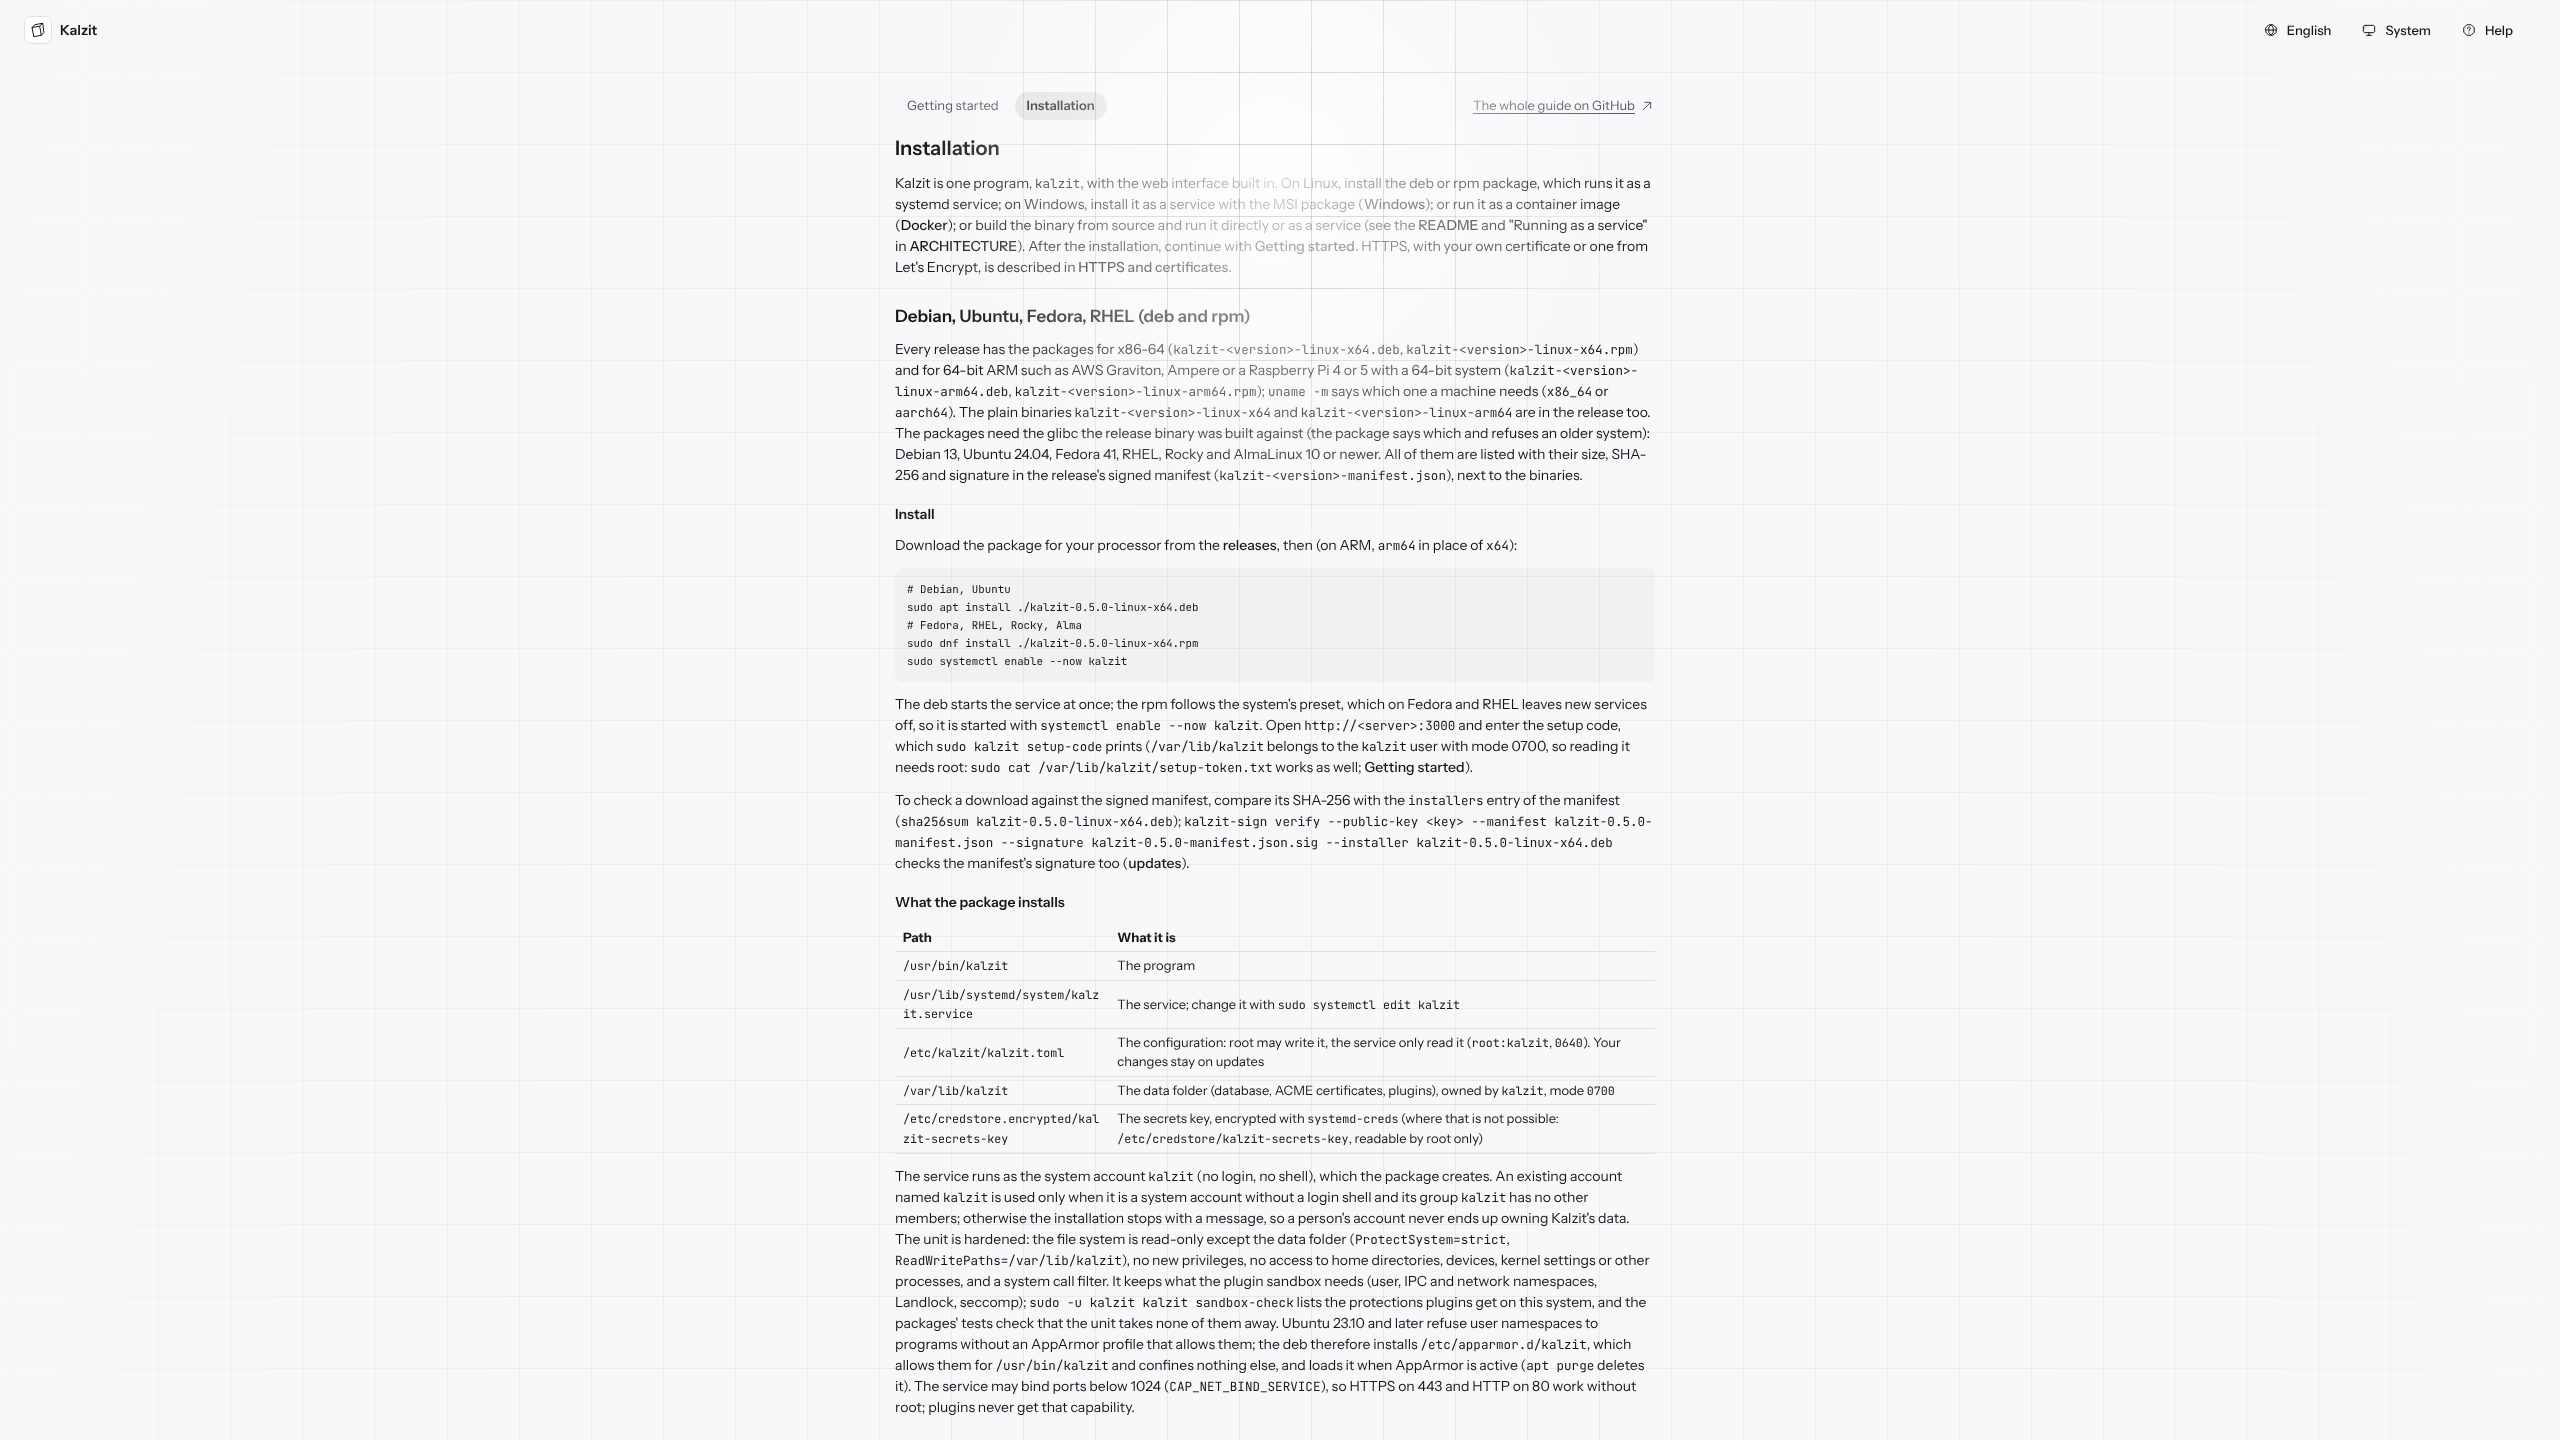 Kalzit
English
System
Help
Getting started
Installation
The whole guide on GitHub
Installation
Kalzit is one program, kalzit, with the web interface built in. On Linux, install the deb or rpm package, which runs it as a
systemd service; on Windows, install it as a service with the MSI package (Windows); or run it as a container image
(Docker); or build the binary from source and run it directly or as a service (see the README and "Running as a service"
in ARCHITECTURE). After the installation, continue with Getting started. HTTPS, with your own certificate or one from
Let's Encrypt, is described in HTTPS and certificates.
Debian, Ubuntu, Fedora, RHEL (deb and rpm)
Every release has the packages for x86-64 (kalzit-<version>-linux-x64.deb, kalzit-<version>-linux-x64.rpm)
and for 64-bit ARM such as AWS Graviton, Ampere or a Raspberry Pi 4 or 5 with a 64-bit system (kalzit-<version>-
linux-arm64.deb, kalzit-<version>-linux-arm64.rpm); uname -m says which one a machine needs (x86_64 or
aarch64). The plain binaries kalzit-<version>-linux-x64 and kalzit-<version>-linux-arm64 are in the release too.
The packages need the glibc the release binary was built against (the package says which and refuses an older system):
Debian 13, Ubuntu 24.04, Fedora 41, RHEL, Rocky and AlmaLinux 10 or newer. All of them are listed with their size, SHA-
256 and signature in the release's signed manifest (kalzit-<version>-manifest.json), next to the binaries.
Install
Download the package for your processor from the releases, then (on ARM, arm64 in place of x64):
# Debian, Ubuntu
sudo apt install ./kalzit-0.5.0-linux-x64.deb
# Fedora, RHEL, Rocky, Alma
sudo dnf install ./kalzit-0.5.0-linux-x64.rpm
sudo systemctl enable --now kalzit
The deb starts the service at once; the rpm follows the system's preset, which on Fedora and RHEL leaves new services
off, so it is started with systemctl enable --now kalzit. Open http://<server>:3000 and enter the setup code,
which sudo kalzit setup-code prints (/var/lib/kalzit belongs to the kalzit user with mode 0700, so reading it
needs root: sudo cat /var/lib/kalzit/setup-token.txt works as well; Getting started).
To check a download against the signed manifest, compare its SHA-256 with the installers entry of the manifest
(sha256sum kalzit-0.5.0-linux-x64.deb); kalzit-sign verify --public-key <key> --manifest kalzit-0.5.0-
manifest.json --signature kalzit-0.5.0-manifest.json.sig --installer kalzit-0.5.0-linux-x64.deb
checks the manifest's signature too (updates).
What the package installs
Path What it is
/usr/bin/kalzit The program
/usr/lib/systemd/system/kalz
it.service
The service; change it with sudo systemctl edit kalzit
/etc/kalzit/kalzit.toml
The configuration: root may write it, the service only read it (root:kalzit, 0640). Your
changes stay on updates
/var/lib/kalzit The data folder (database, ACME certificates, plugins), owned by kalzit, mode 0700
/etc/credstore.encrypted/kal
zit-secrets-key
The secrets key, encrypted with systemd-creds (where that is not possible:
/etc/credstore/kalzit-secrets-key, readable by root only)
The service runs as the system account kalzit (no login, no shell), which the package creates. An existing account
named kalzit is used only when it is a system account without a login shell and its group kalzit has no other
members; otherwise the installation stops with a message, so a person's account never ends up owning Kalzit's data.
The unit is hardened: the file system is read-only except the data folder (ProtectSystem=strict,
ReadWritePaths=/var/lib/kalzit), no new privileges, no access to home directories, devices, kernel settings or other
processes, and a system call filter. It keeps what the plugin sandbox needs (user, IPC and network namespaces,
Landlock, seccomp); sudo -u kalzit kalzit sandbox-check lists the protections plugins get on this system, and the
packages' tests check that the unit takes none of them away. Ubuntu 23.10 and later refuse user namespaces to
programs without an AppArmor profile that allows them; the deb therefore installs /etc/apparmor.d/kalzit, which
allows them for /usr/bin/kalzit and confines nothing else, and loads it when AppArmor is active (apt purge deletes
it). The service may bind ports below 1024 (CAP_NET_BIND_SERVICE), so HTTPS on 443 and HTTP on 80 work without
root; plugins never get that capability.